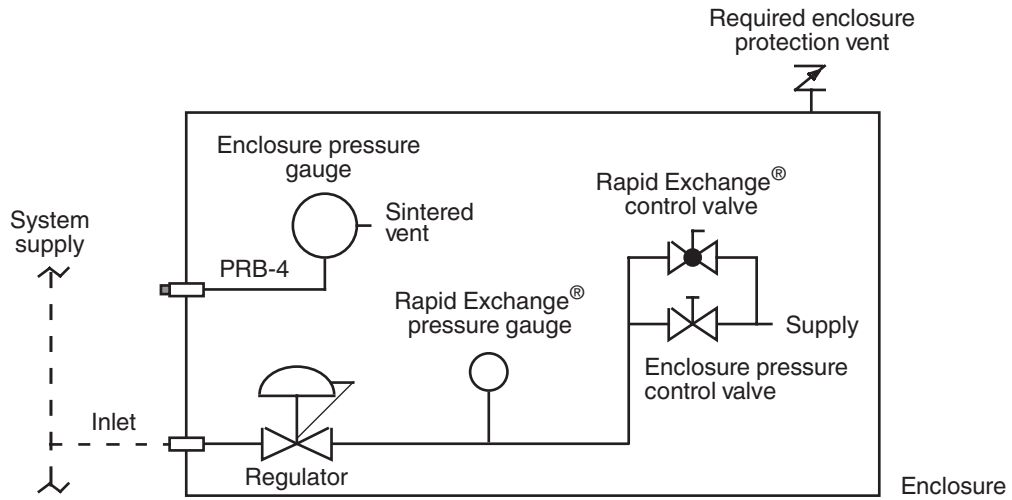 Required enclosure
protection vent
Enclosure pressure
gauge
Sintered
vent
Rapid Exchange®
control valve
System
supply
PRB-4
Rapid Exchange®
pressure gauge
Supply
Enclosure pressure
control valve
Inlet
Regulator
Enclosure